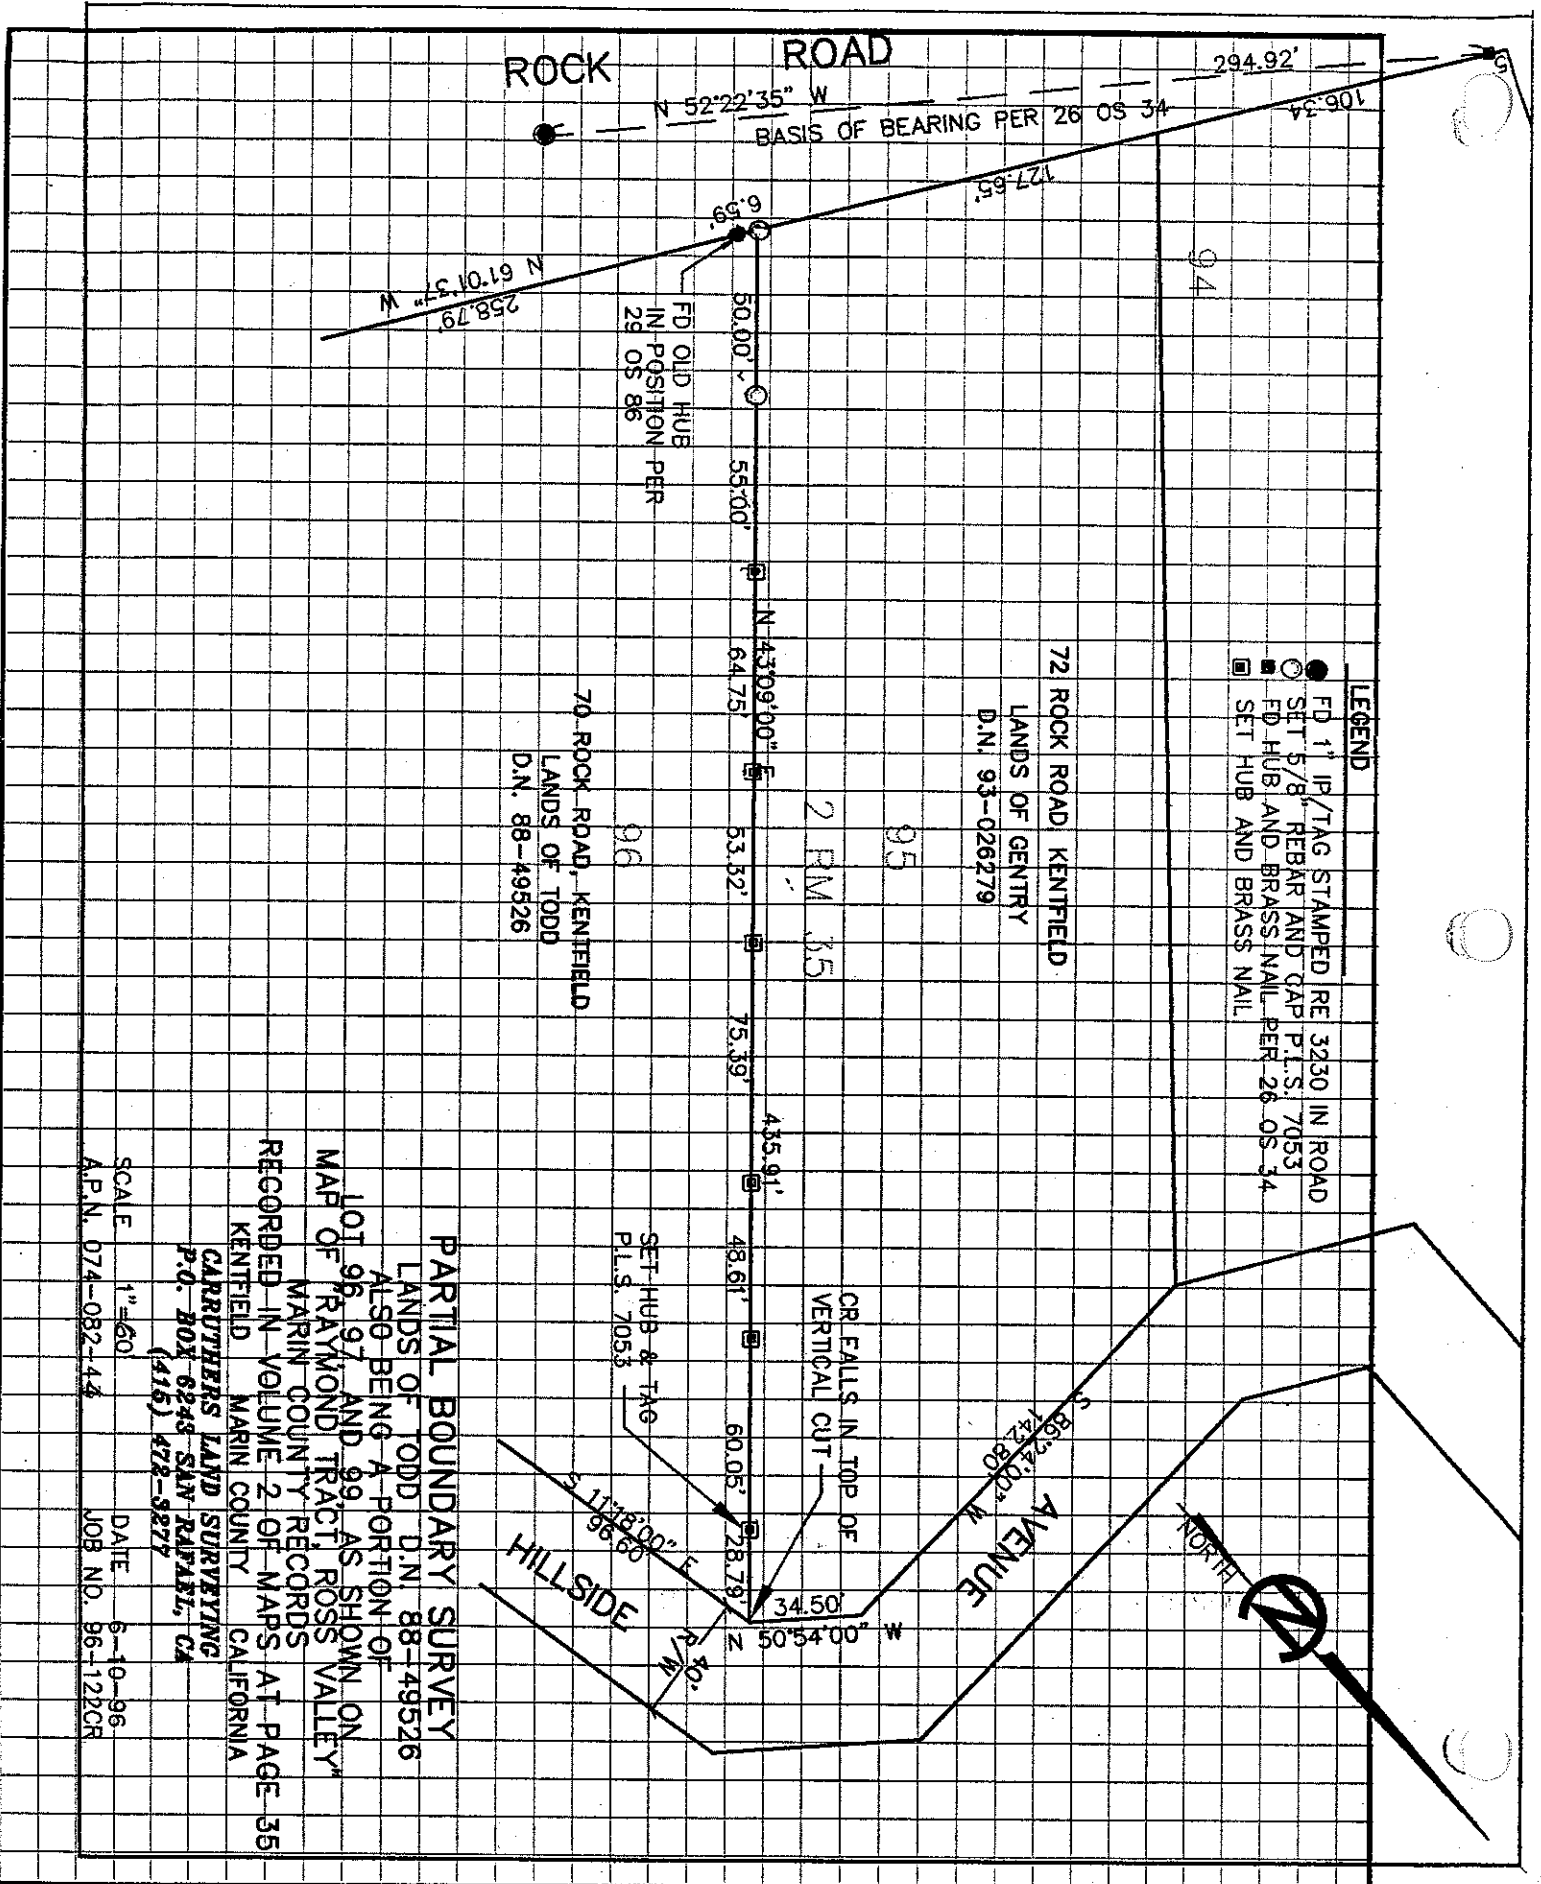 ROCK ROAD
294.92'
N 52°22'35" W
BASIS OF BEARING PER 26 OS 34
106.34
5
127.65'
6.59'
N 61°01'37" W
258.79'
94
FD OLD HUB
IN POSITION PER
29 OS 86
50.00'
55.00'
N 43°09'00" E
64.75'
53.32'
75.39'
435.91'
48.61'
60.05'
28.79'
LEGEND
FD 1" IP/TAG STAMPED RE 3230 IN ROAD
SET 5/8" REBAR AND CAP P.L.S. 7053
FD HUB AND BRASS NAIL PER 26 OS 34
SET HUB AND BRASS NAIL
72 ROCK ROAD, KENTFIELD
LANDS OF GENTRY
D.N. 93-026279
95
2 RM 35
96
70 ROCK ROAD, KENTFIELD
LANDS OF TODD
D.N. 88-49526
CR FALLS IN TOP OF
VERTICAL CUT
SET HUB & TAG
P.L.S. 7053
S 86°24'00" W
142.80
AVENUE
34.50'
N 50°54'00" W
S 11°18'00" E
96.60
HILLSIDE
40'
R/W
NORTH
N
PARTIAL BOUNDARY SURVEY
LANDS OF TODD D.N. 88-49526
ALSO BEING A PORTION OF
LOT 96, 97, AND 99, AS SHOWN ON
MAP OF "RAYMOND TRACT, ROSS VALLEY"
MARIN COUNTY RECORDS
RECORDED IN VOLUME 2 OF MAPS AT PAGE 35
KENTFIELD MARIN COUNTY CALIFORNIA
CARRUTHERS LAND SURVEYING
P.O. BOX 6243 SAN RAFAEL, CA
(415) 472-3277
SCALE 1"=60' DATE 6-10-96
A.P.N. 074-082-44 JOB NO. 96-122CR